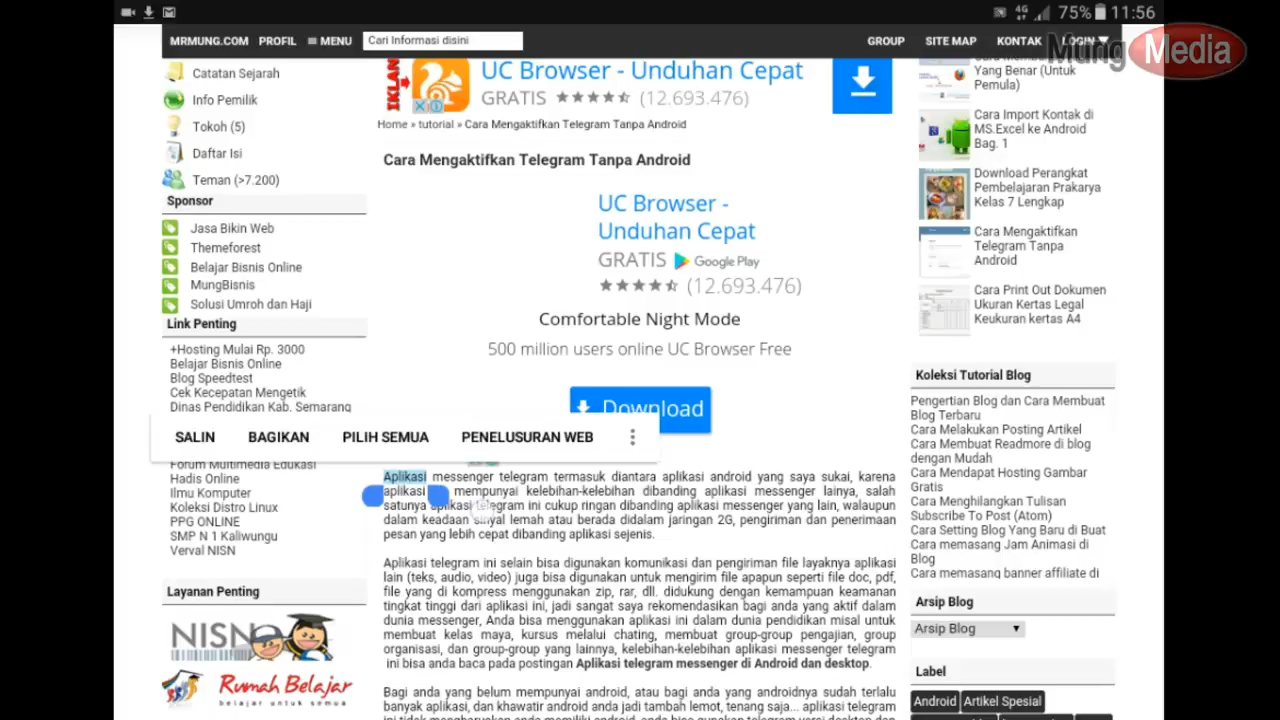 4G 75% 11:56
MRMUNG.COM PROFIL MENU Cari Informasi disini GROUP SITE MAP KONTAK LOGIN
Mung Media
Catatan Sejarah
Info Pemilik
Tokoh (5)
Daftar Isi
Teman (>7.200)
Sponsor
Jasa Bikin Web
Themeforest
Belajar Bisnis Online
MungBisnis
Solusi Umroh dan Haji
Link Penting
+Hosting Mulai Rp. 3000
Belajar Bisnis Online
Blog Speedtest
Cek Kecepatan Mengetik
Dinas Pendidikan Kab. Semarang
SALIN BAGIKAN PILIH SEMUA PENELUSURAN WEB
Forum Multimedia Edukasi
Hadis Online
Ilmu Komputer
Koleksi Distro Linux
PPG ONLINE
SMP N 1 Kaliwungu
Verval NISN
Layanan Penting
NISN
Rumah Belajar
belajar untuk semua
IKLAN
UC Browser - Unduhan Cepat
GRATIS (12.693.476)
Home » tutorial » Cara Mengaktifkan Telegram Tanpa Android
Cara Mengaktifkan Telegram Tanpa Android
UC Browser -
Unduhan Cepat
GRATIS Google Play
(12.693.476)
Comfortable Night Mode
500 million users online UC Browser Free
Download
Aplikasi messenger telegram termasuk diantara aplikasi android yang saya sukai, karena
aplikasi mempunyai kelebihan-kelebihan dibanding aplikasi messenger lainya, salah
satunya aplikasi telegram ini cukup ringan dibanding aplikasi messenger yang lain, walaupun
dalam keadaan sinyal lemah atau berada didalam jaringan 2G, pengiriman dan penerimaan
pesan yang lebih cepat dibanding aplikasi sejenis.
Aplikasi telegram ini selain bisa digunakan komunikasi dan pengiriman file layaknya aplikasi
lain (teks, audio, video) juga bisa digunakan untuk mengirim file apapun seperti file doc, pdf,
file yang di kompress menggunakan zip, rar, dll. didukung dengan kemampuan keamanan
tingkat tinggi dari aplikasi ini, jadi sangat saya rekomendasikan bagi anda yang aktif dalam
dunia messenger, Anda bisa menggunakan aplikasi ini dalam dunia pendidikan misal untuk
membuat kelas maya, kursus melalui chating, membuat group-group pengajian, group
organisasi, dan group-group yang lainnya, kelebihan-kelebihan aplikasi messenger telegram
ini bisa anda baca pada postingan Aplikasi telegram messenger di Android dan desktop.
Bagi anda yang belum mempunyai android, atau bagi anda yang androidnya sudah terlalu
banyak aplikasi, dan khawatir android anda jadi tambah lemot, tenang saja... aplikasi telegram
Yang Benar (Untuk
Pemula)
Cara Import Kontak di
MS.Excel ke Android
Bag. 1
Download Perangkat
Pembelajaran Prakarya
Kelas 7 Lengkap
Cara Mengaktifkan
Telegram Tanpa
Android
Cara Print Out Dokumen
Ukuran Kertas Legal
Keukuran kertas A4
Koleksi Tutorial Blog
Pengertian Blog dan Cara Membuat
Blog Terbaru
Cara Melakukan Posting Artikel
Cara Membuat Readmore di blog
dengan Mudah
Cara Mendapat Hosting Gambar
Gratis
Cara Menghilangkan Tulisan
Subscribe To Post (Atom)
Cara Setting Blog Yang Baru di Buat
Cara memasang Jam Animasi di
Blog
Cara memasang banner affiliate di
Arsip Blog
Arsip Blog
Label
Android Artikel Spesial